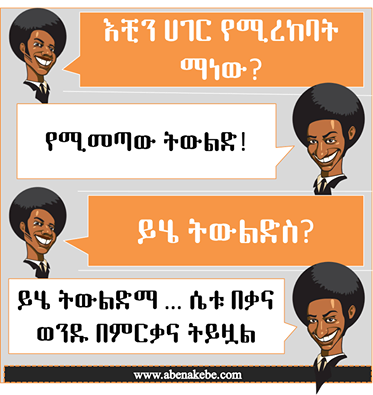 እቺን ሀገር የሚረከባት
ማነው?
የሚመጣው ትውልድ!
ይሄ ትውልድስ?
ይሄ ትውልድማ ... ሴቱ በቃና
ወንዱ በምርቃና ትይዟል
www.abenakebe.com